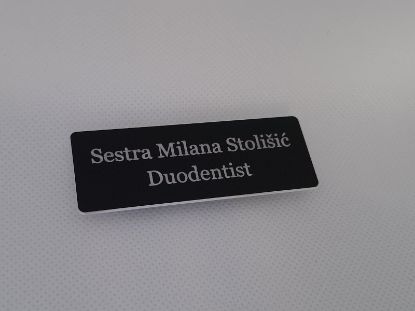 Sestra Milana Stolišić
Duodentist